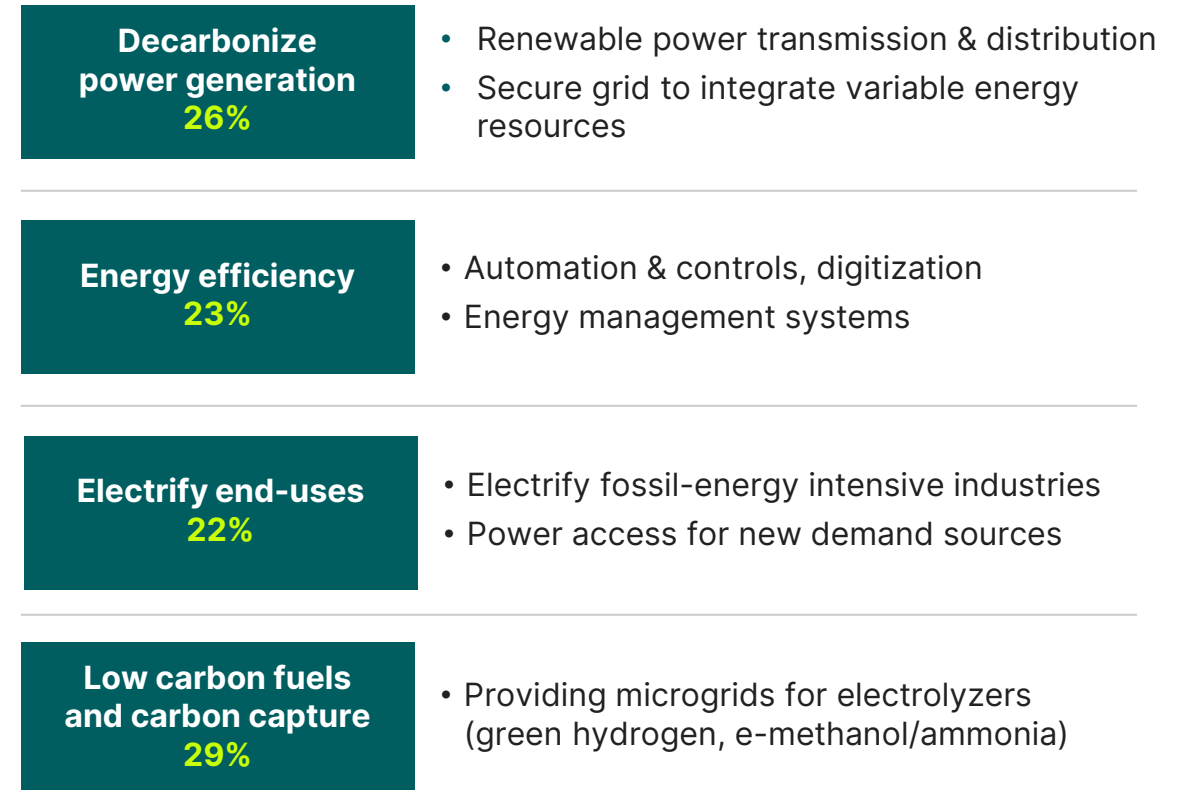 Decarbonize
power generation
26%
• Renewable power transmission & distribution
• Secure grid to integrate variable energy
resources
Energy efficiency
23%
• Automation & controls, digitization
• Energy management systems
Electrify end-uses
22%
• Electrify fossil-energy intensive industries
• Power access for new demand sources
Low carbon fuels
and carbon capture
29%
• Providing microgrids for electrolyzers
(green hydrogen, e-methanol/ammonia)